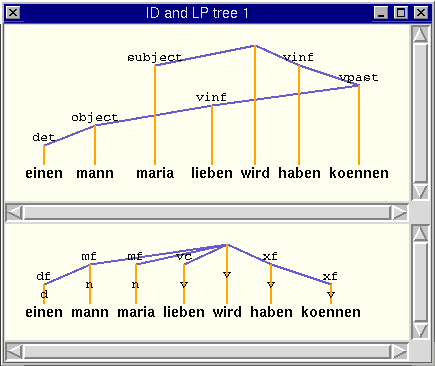 ID and LP tree 1
subject vinf
vpast
vinf
object
det
einen mann maria lieben wird haben koennen
mf mf vc xf
df v xf
d n n v v v
einen mann maria lieben wird haben koennen